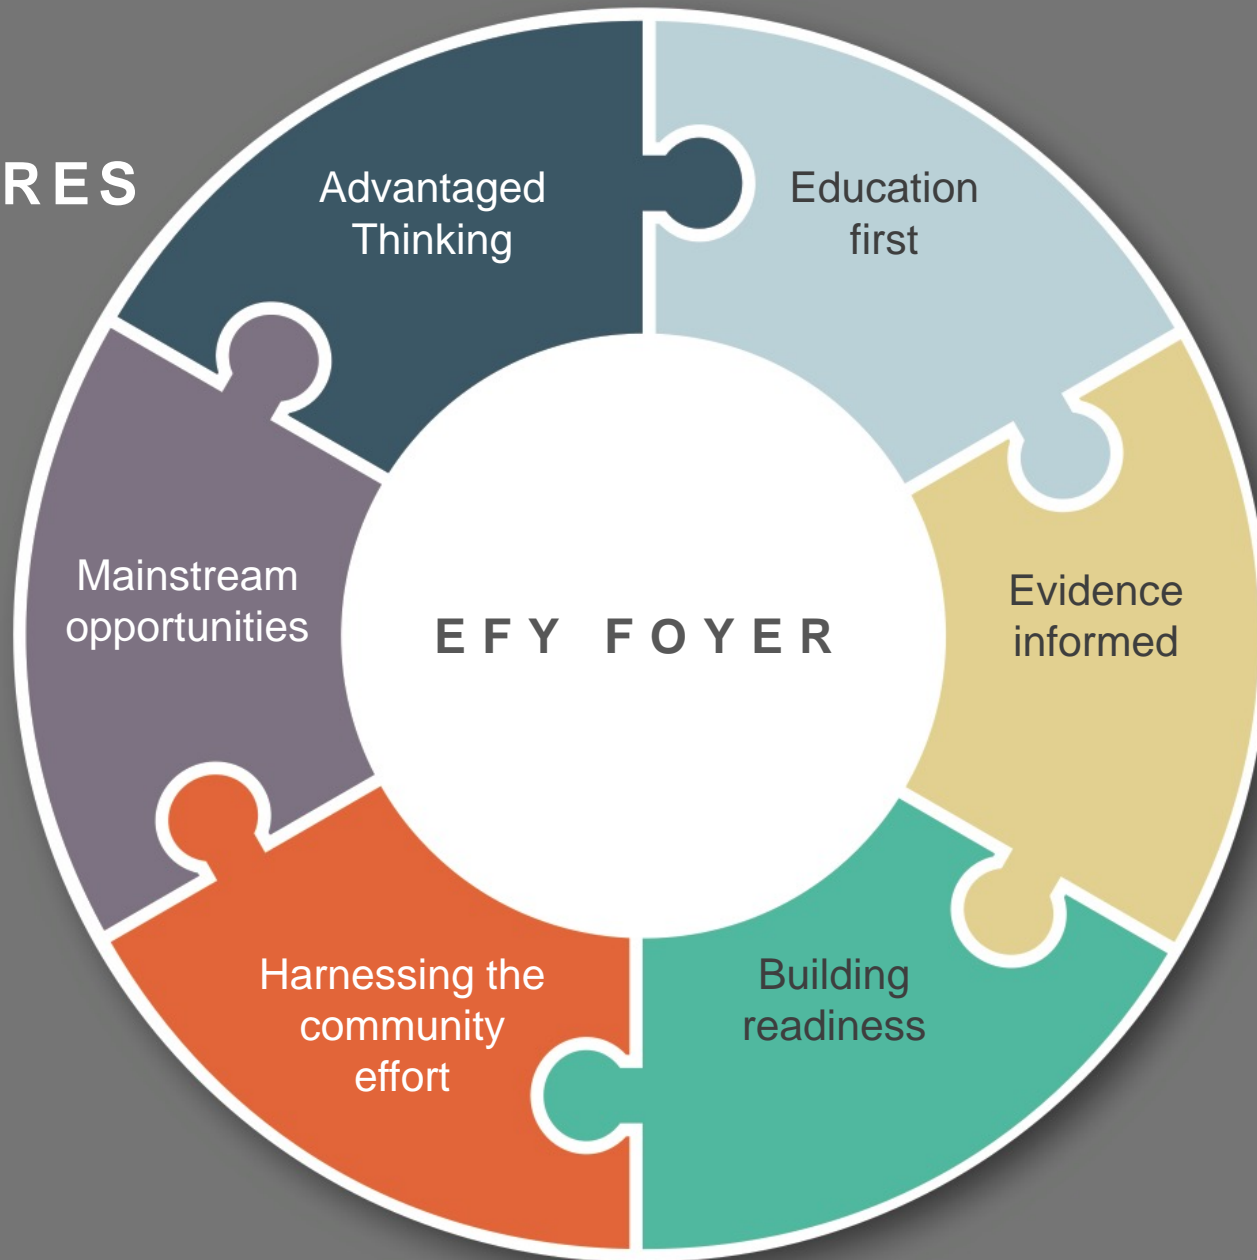 RES
Advantaged
Thinking
Education
first
Mainstream
opportunities
EFY FOYER
Evidence
informed
Harnessing the
community
effort
Building
readiness